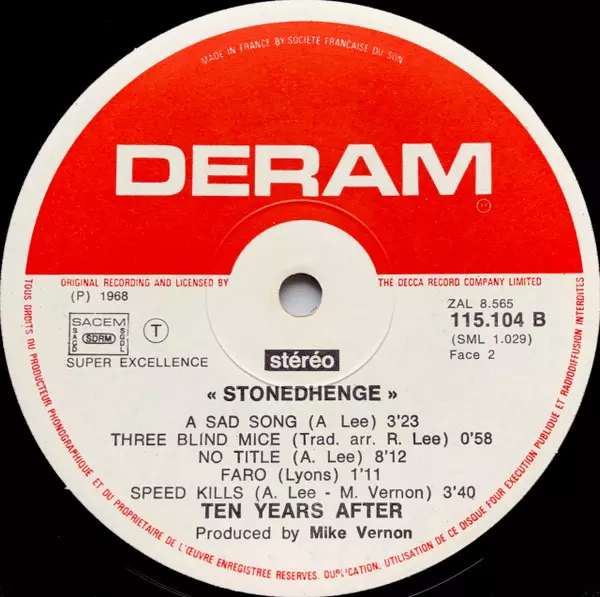 MADE IN FRANCE BY SOCIÉTÉ FRANÇAISE DU SON
DERAM
ORIGINAL RECORDING AND LICENSED BY THE DECCA RECORD COMPANY LIMITED
(P) 1968
ZAL 8.565
SACEM
SACD SDRM SGDL
T
115.104 B
(SML 1.029)
SUPER EXCELLENCE
stéréo
Face 2
« STONEDHENGE »
A SAD SONG (A Lee) 3'23
THREE BLIND MICE (Trad. arr. R. Lee) 0'58
NO TITLE (A. Lee) 8'12
FARO (Lyons) 1'11
SPEED KILLS (A. Lee - M. Vernon) 3'40
TEN YEARS AFTER
Produced by Mike Vernon
TOUS DROITS DU PRODUCTEUR PHONOGRAPHIQUE ET DU PROPRIETAIRE DE L'ŒUVRE ENREGISTREE RESERVES. DUPLICATION, UTILISATION DE CE DISQUE POUR EXECUTION PUBLIQUE ET RADIODIFFUSION INTERDITES